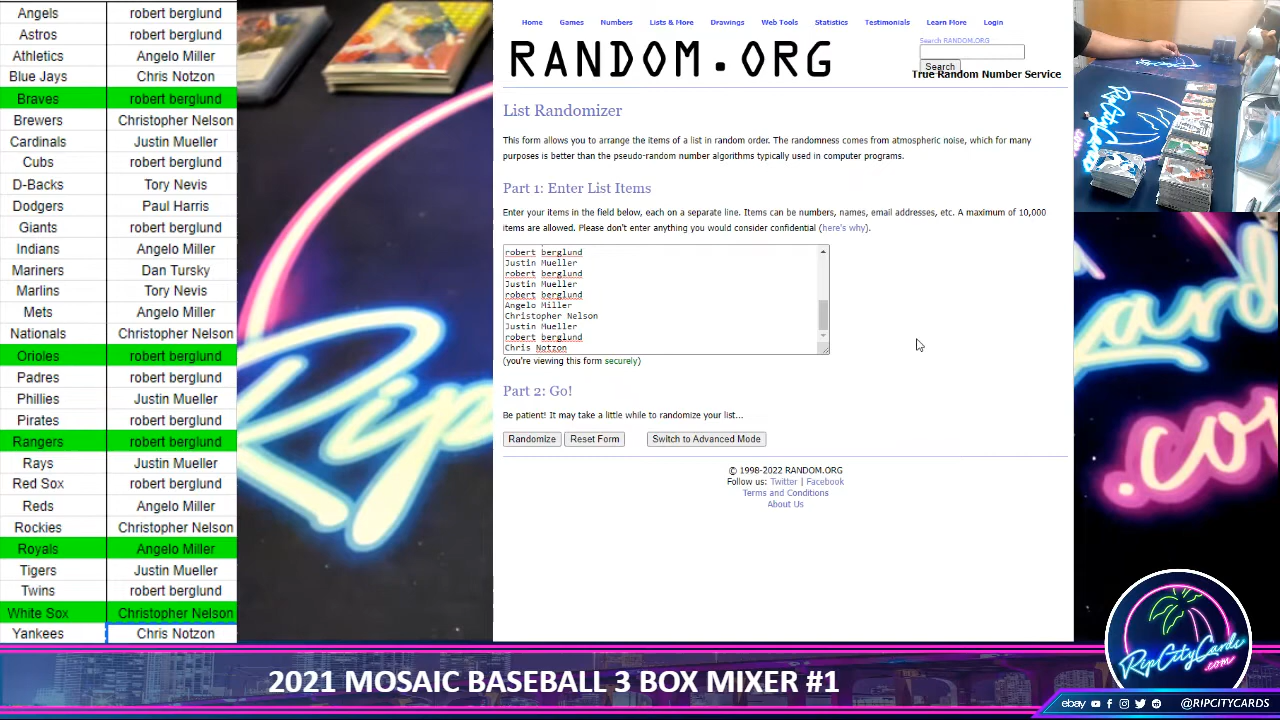 Angels robert berglund
Astros robert berglund
Athletics Angelo Miller
Blue Jays Chris Notzon
Braves robert berglund
Brewers Christopher Nelson
Cardinals Justin Mueller
Cubs robert berglund
D-Backs Tory Nevis
Dodgers Paul Harris
Giants robert berglund
Indians Angelo Miller
Mariners Dan Tursky
Marlins Tory Nevis
Mets Angelo Miller
Nationals Christopher Nelson
Orioles robert berglund
Padres robert berglund
Phillies Justin Mueller
Pirates robert berglund
Rangers robert berglund
Rays Justin Mueller
Red Sox robert berglund
Reds Angelo Miller
Rockies Christopher Nelson
Royals Angelo Miller
Tigers Justin Mueller
Twins robert berglund
White Sox Christopher Nelson
Yankees Chris Notzon
Home Games Numbers Lists & More Drawings Web Tools Statistics Testimonials Learn More Login
RANDOM.ORG
Search RANDOM.ORG
Search
True Random Number Service
List Randomizer
This form allows you to arrange the items of a list in random order. The randomness comes from atmospheric noise, which for many
purposes is better than the pseudo-random number algorithms typically used in computer programs.
Part 1: Enter List Items
Enter your items in the field below, each on a separate line. Items can be numbers, names, email addresses, etc. A maximum of 10,000
items are allowed. Please don't enter anything you would consider confidential (here's why).
robert berglund
Justin Mueller
robert berglund
Justin Mueller
robert berglund
Angelo Miller
Christopher Nelson
Justin Mueller
robert berglund
Chris Notzon
(you're viewing this form securely)
Part 2: Go!
Be patient! It may take a little while to randomize your list...
Randomize Reset Form Switch to Advanced Mode
© 1998-2022 RANDOM.ORG
Follow us: Twitter | Facebook
Terms and Conditions
About Us
Rip
.co
2021 MOSAIC BASEBALL 3 BOX MIXER #1
RipCityCards
.com
ebay @RIPCITYCARDS